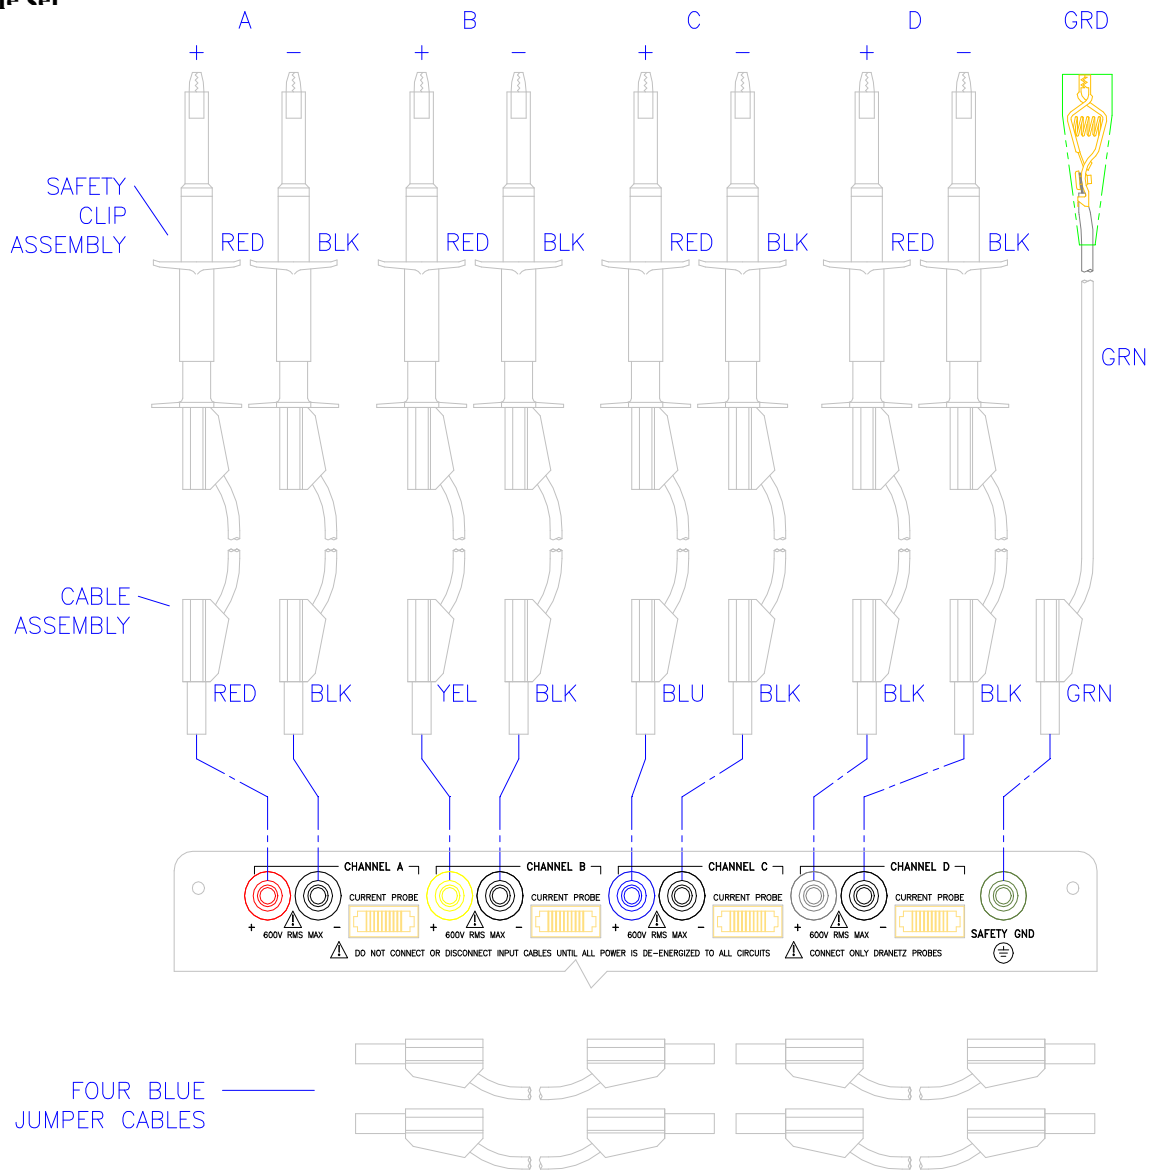 A B C D GRD
+ − + − + − + −
SAFETY
CLIP
ASSEMBLY
RED BLK RED BLK RED BLK RED BLK
GRN
CABLE
ASSEMBLY
RED BLK YEL BLK BLU BLK BLK BLK GRN
CHANNEL A CHANNEL B CHANNEL C CHANNEL D
CURRENT PROBE CURRENT PROBE CURRENT PROBE CURRENT PROBE
+ − + − + − + −
600V RMS MAX 600V RMS MAX 600V RMS MAX 600V RMS MAX SAFETY GND
DO NOT CONNECT OR DISCONNECT INPUT CABLES UNTIL ALL POWER IS DE-ENERGIZED TO ALL CIRCUITS CONNECT ONLY DRANETZ PROBES
FOUR BLUE
JUMPER CABLES